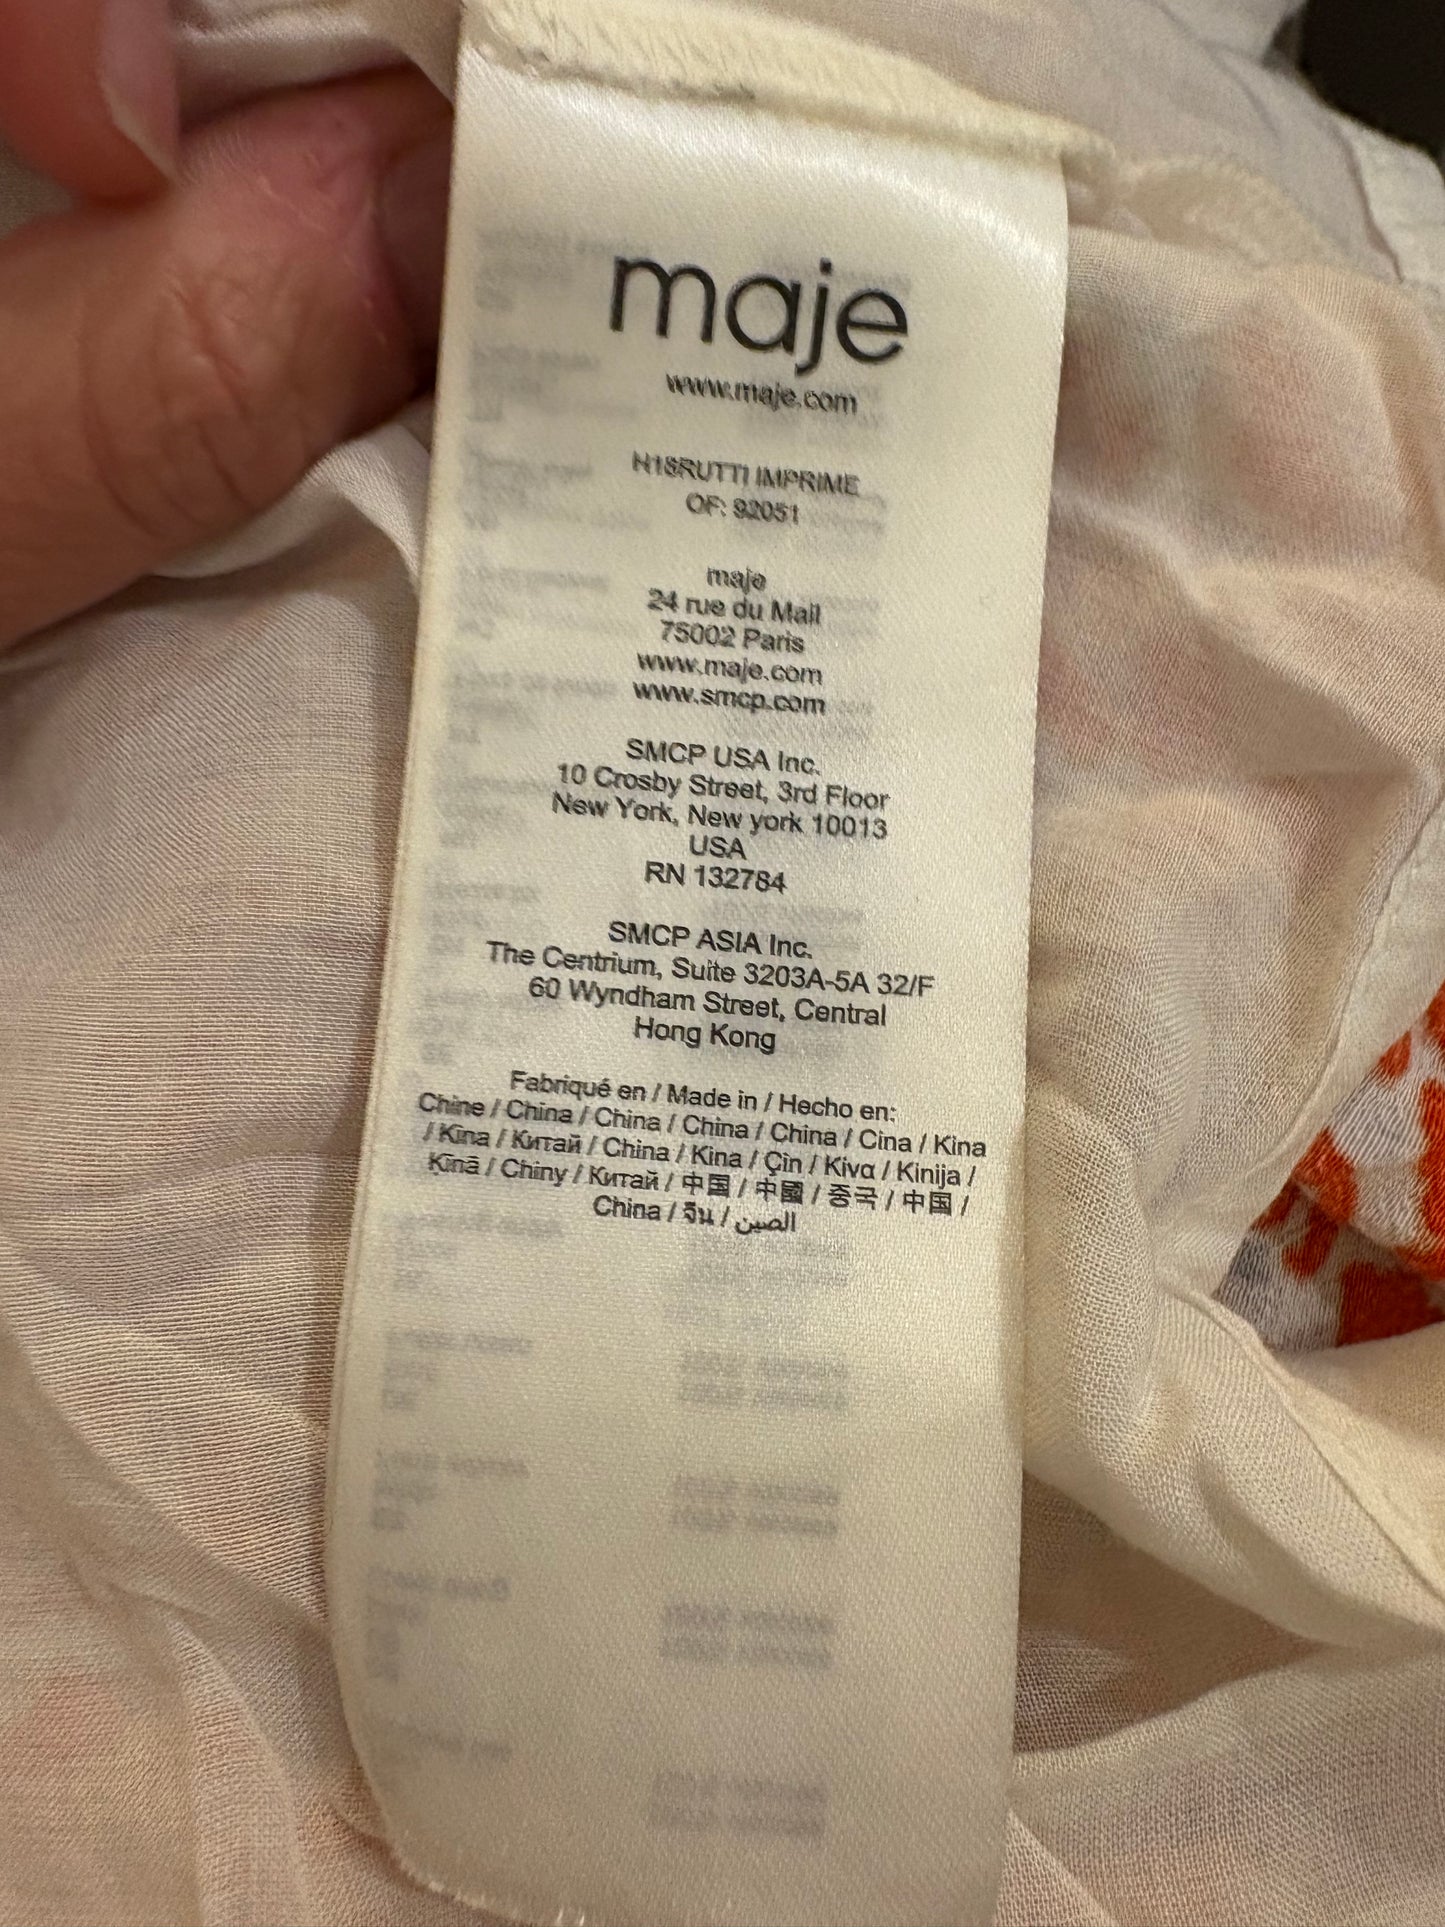 maje
www.maje.com
H18RUTTI IMPRIME
OF: 92051
maje
24 rue du Mail
75002 Paris
www.maje.com
www.smcp.com
SMCP USA Inc.
10 Crosby Street, 3rd Floor
New York, New york 10013
USA
RN 132784
SMCP ASIA Inc.
The Centrium, Suite 3203A-5A 32/F
60 Wyndham Street, Central
Hong Kong
Fabriqué en / Made in / Hecho en:
Chine / China / China / China / China / Cina / Kina
/ Kina / Китай / China / Kina / Çin / Kίνα / Kinija /
Ķīnā / Chiny / Китай / 中国 / 中國 / 중국 / 中国 /
China / จีน / الصين